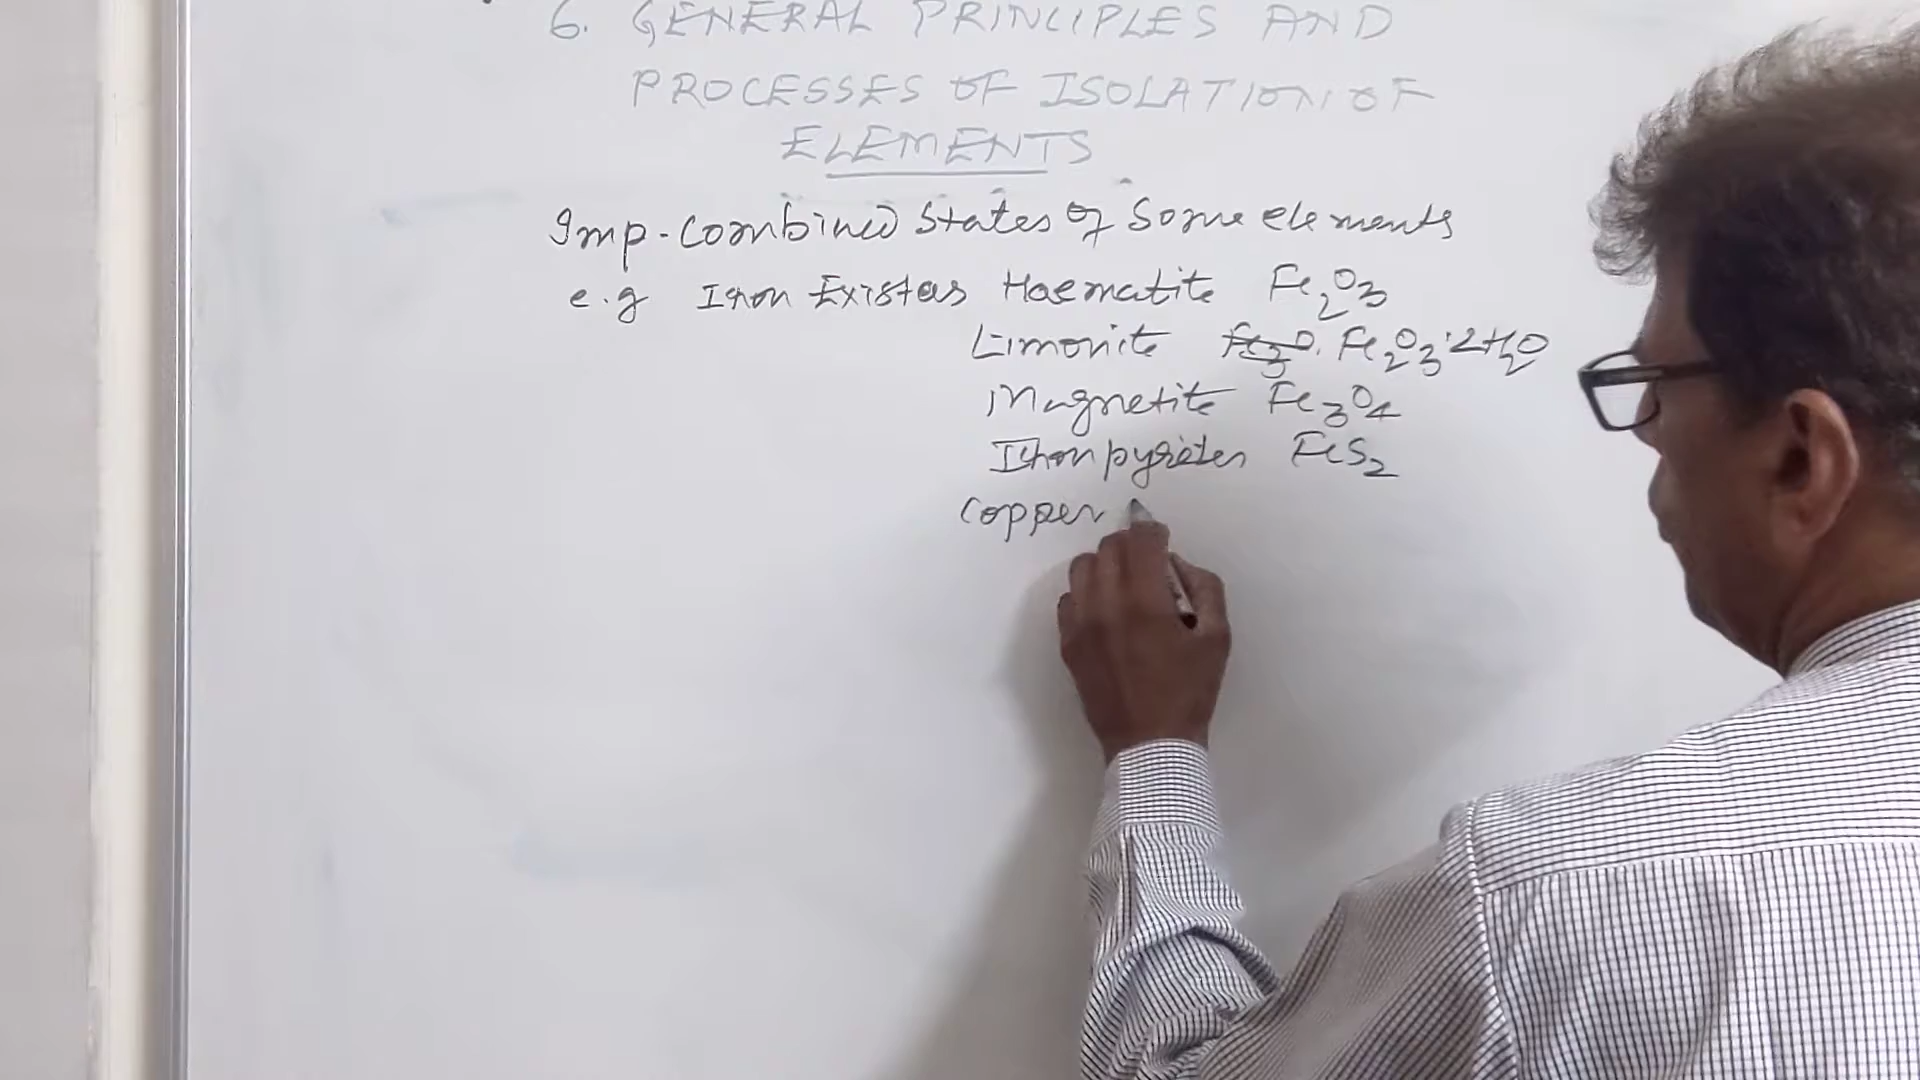 6. GENERAL PRINCIPLES AND
PROCESSES OF ISOLATION OF
ELEMENTS
Imp-Combined States of Some elements
e.g Iron Exist as Haematite Fe₂O₃
Limonite Fe₃O. Fe₂O₃·2H₂O
Magnetite Fe₃O₄
Iron pyrites FeS₂
Copper